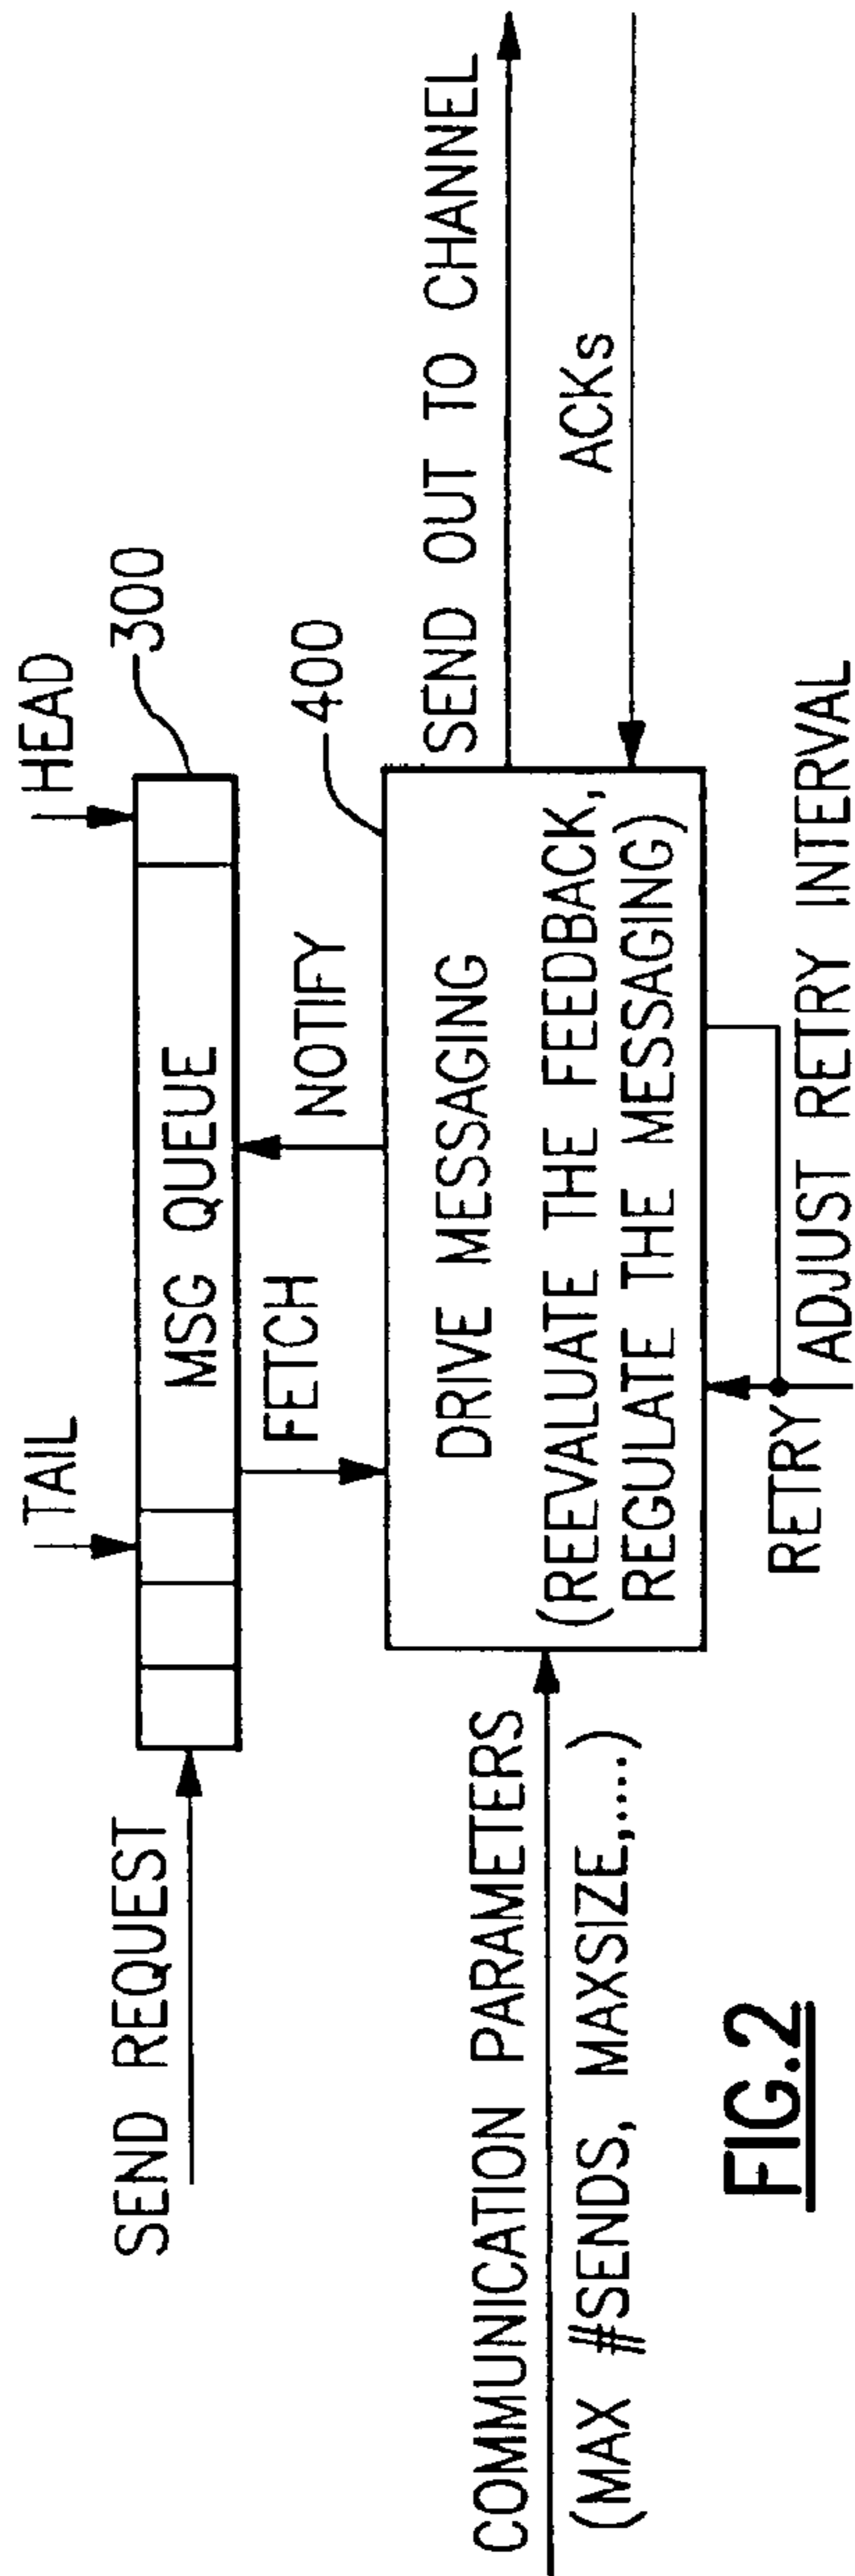 TAIL
HEAD
SEND REQUEST
MSG QUEUE
300
FETCH
NOTIFY
400
COMMUNICATION PARAMETERS
(MAX #SENDS, MAXSIZE,....)
DRIVE MESSAGING
(REEVALUATE THE FEEDBACK,
REGULATE THE MESSAGING)
SEND OUT TO CHANNEL
ACKs
RETRY
ADJUST RETRY INTERVAL
FIG.2